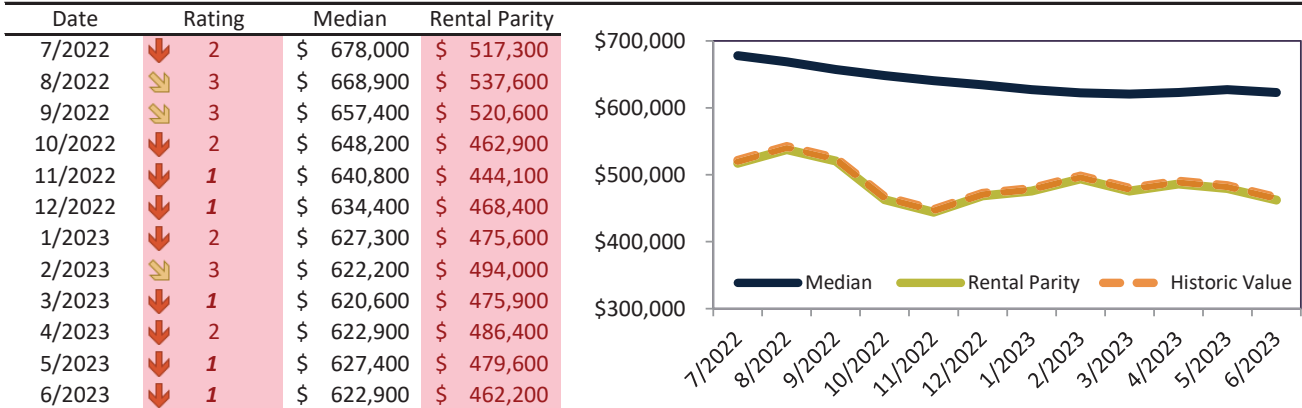 Date Rating Median Rental Parity
7/2022 2 $ 678,000 $ 517,300
8/2022 3 $ 668,900 $ 537,600
9/2022 3 $ 657,400 $ 520,600
10/2022 2 $ 648,200 $ 462,900
11/2022 1 $ 640,800 $ 444,100
12/2022 1 $ 634,400 $ 468,400
1/2023 2 $ 627,300 $ 475,600
2/2023 3 $ 622,200 $ 494,000
3/2023 1 $ 620,600 $ 475,900
4/2023 2 $ 622,900 $ 486,400
5/2023 1 $ 627,400 $ 479,600
6/2023 1 $ 622,900 $ 462,200
$700,000
$600,000
$500,000
$400,000
$300,000
Median Rental Parity Historic Value
7/2022 8/2022 9/2022 10/2022 11/2022 12/2022 1/2023 2/2023 3/2023 4/2023 5/2023 6/2023